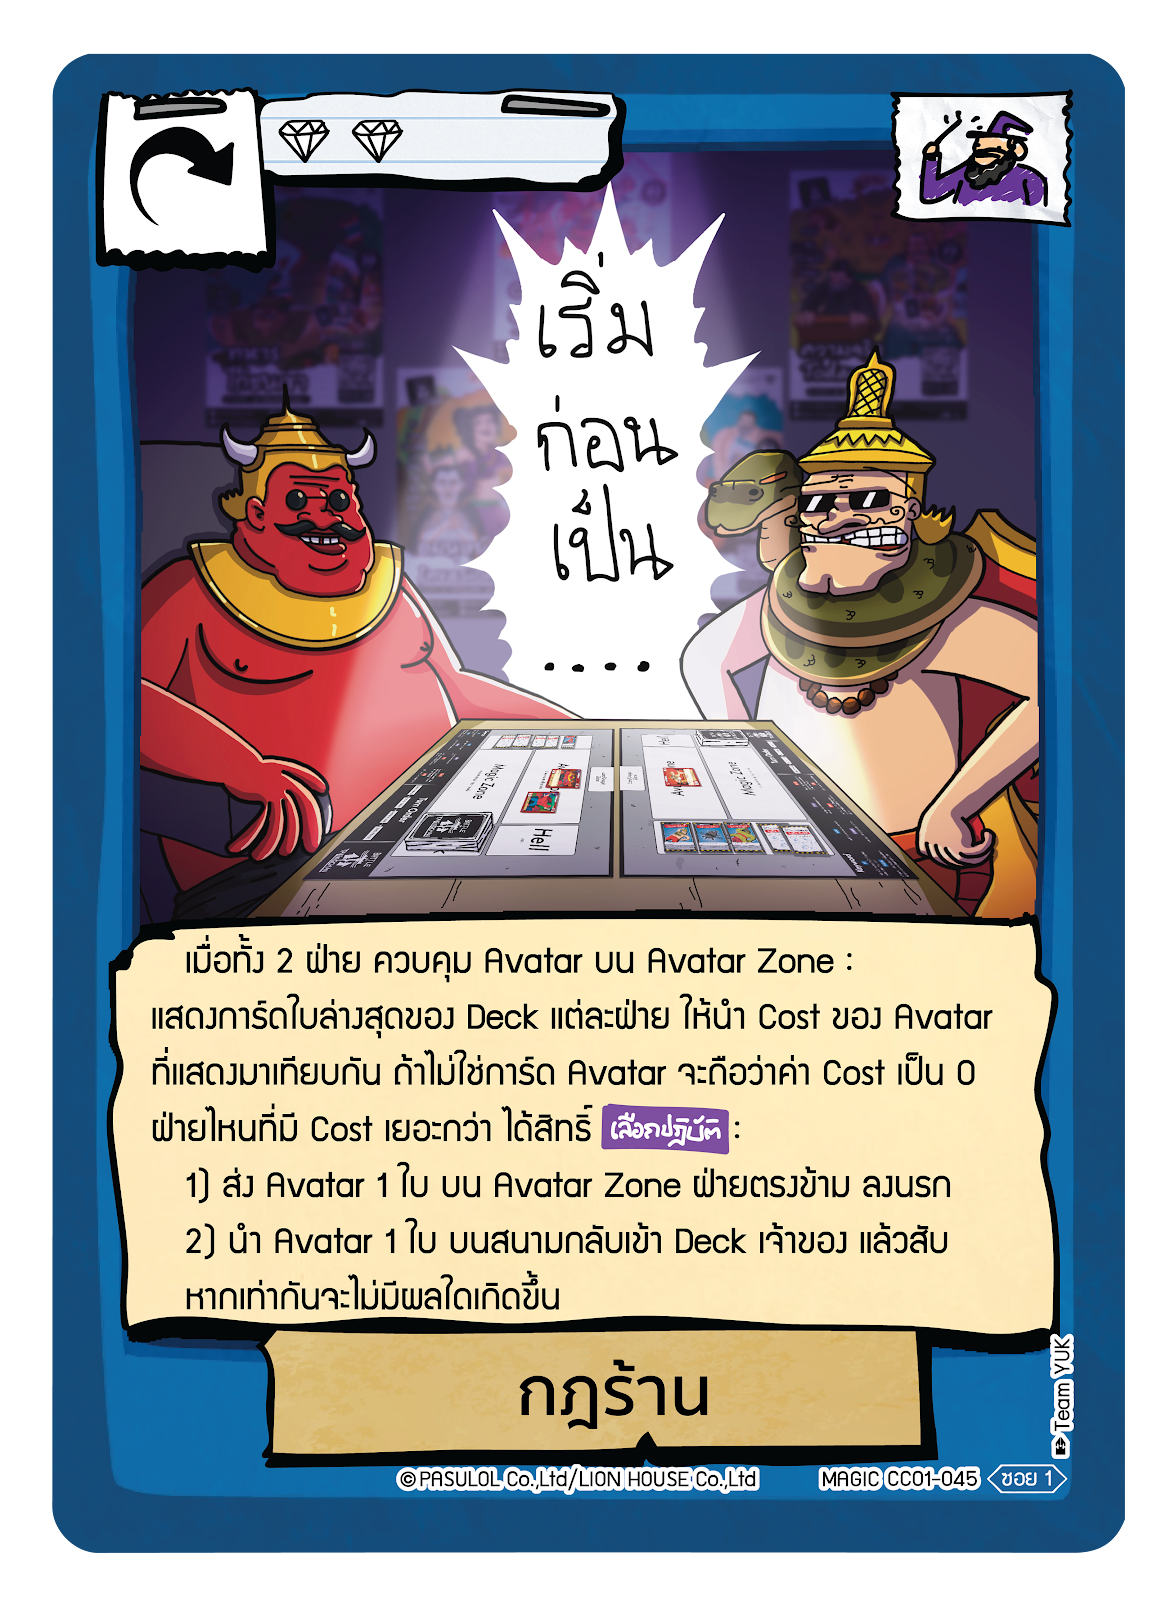 เริ่ม
ก่อน
เป็น
....
Magic Zone
Hell
Hell
Magic Zone
Turn Order
เมื่อทั้ง 2 ฝ่าย ควบคุม Avatar บน Avatar Zone :
แสดงการ์ดใบล่างสุดของ Deck แต่ละฝ่าย ให้นำ Cost ของ Avatar
ที่แสดงมาเทียบกัน ถ้าไม่ใช่การ์ด Avatar จะถือว่าค่า Cost เป็น 0
ฝ่ายไหนที่มี Cost เยอะกว่า ได้สิทธิ์ เลือกปฏิบัติ :
1) ส่ง Avatar 1 ใบ บน Avatar Zone ฝ่ายตรงข้าม ลงนรก
2) นำ Avatar 1 ใบ บนสนามกลับเข้า Deck เจ้าของ แล้วสับ
หากเท่ากันจะไม่มีผลใดเกิดขึ้น
กฎร้าน
Team YUK
© PASULOL Co.,Ltd/LION HOUSE Co.,Ltd
MAGIC CC01-045 ซอย 1